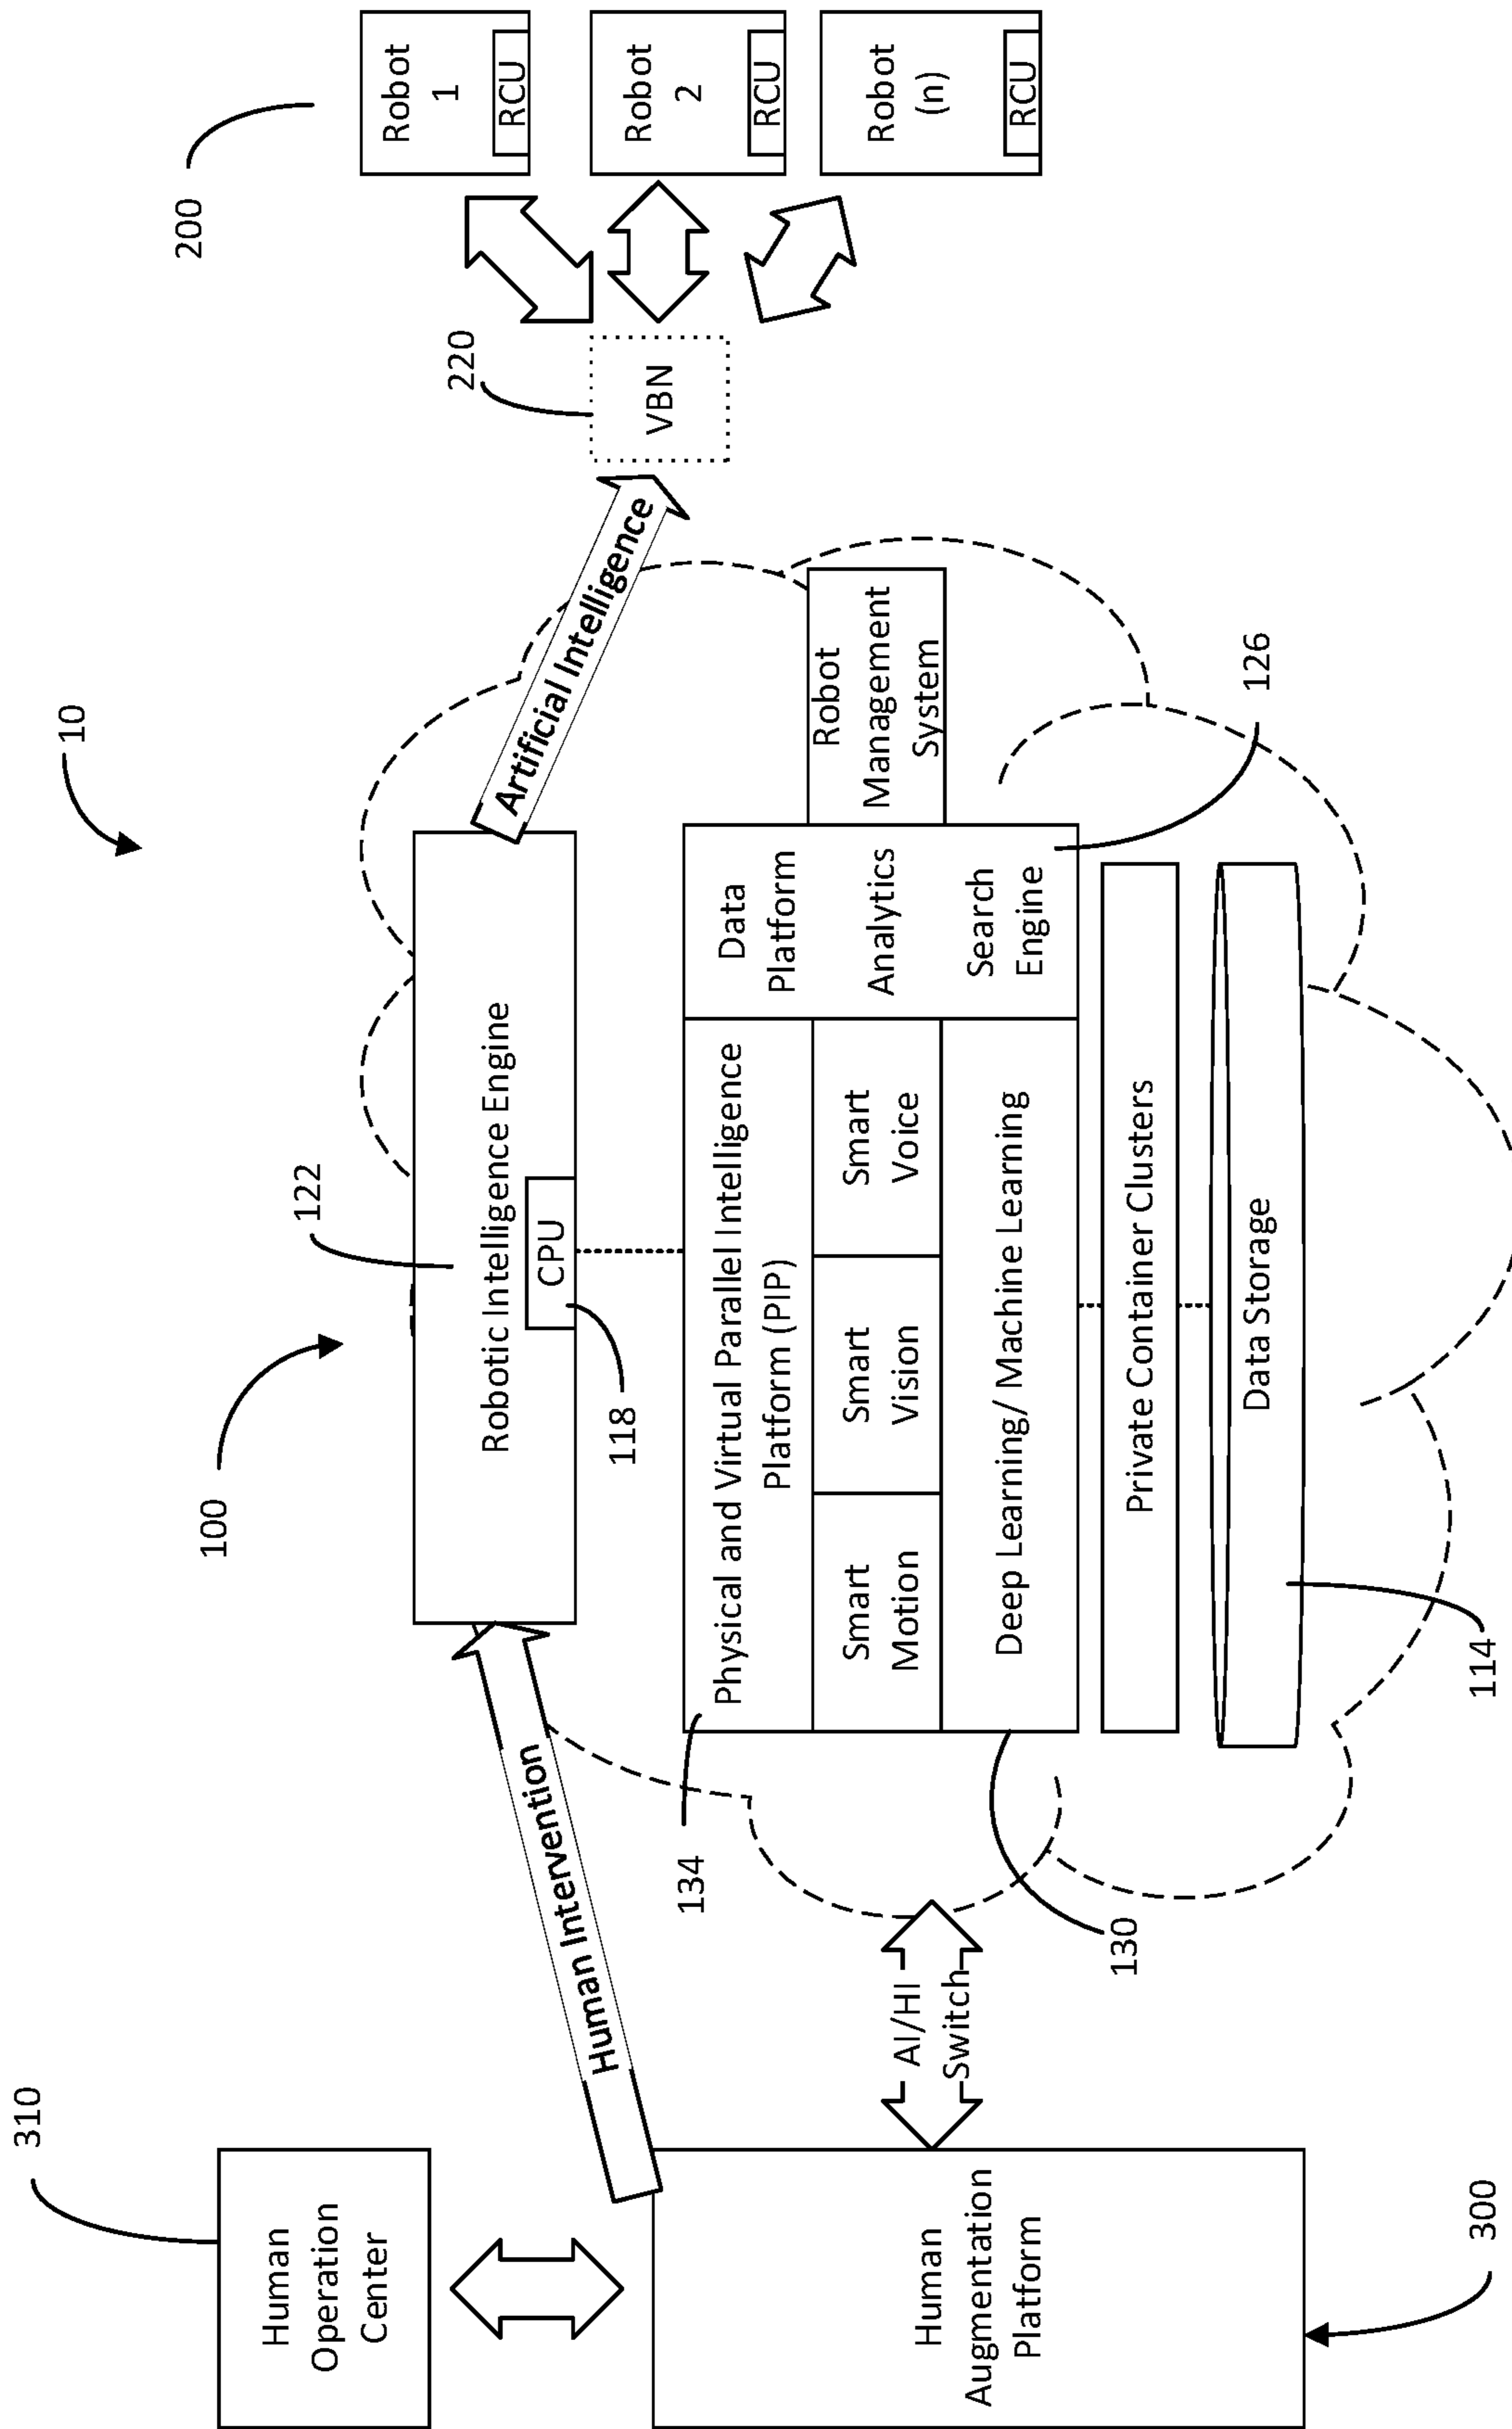 10
310
100
122
200
220
Human
Operation
Center
Human Intervention
Robotic Intelligence Engine
CPU
118
Artificial Intelligence
VBN
Robot
1
RCU
Robot
2
RCU
Robot
(n)
RCU
Human
Augmentation
Platform
300
AI/HI
Switch
134
Physical and Virtual Parallel Intelligence
Platform (PIP)
Smart
Motion
Smart
Vision
Smart
Voice
Deep Learning/ Machine Learning
130
Data
Platform
Analytics
Search
Engine
Robot
Management
System
126
Private Container Clusters
Data Storage
114